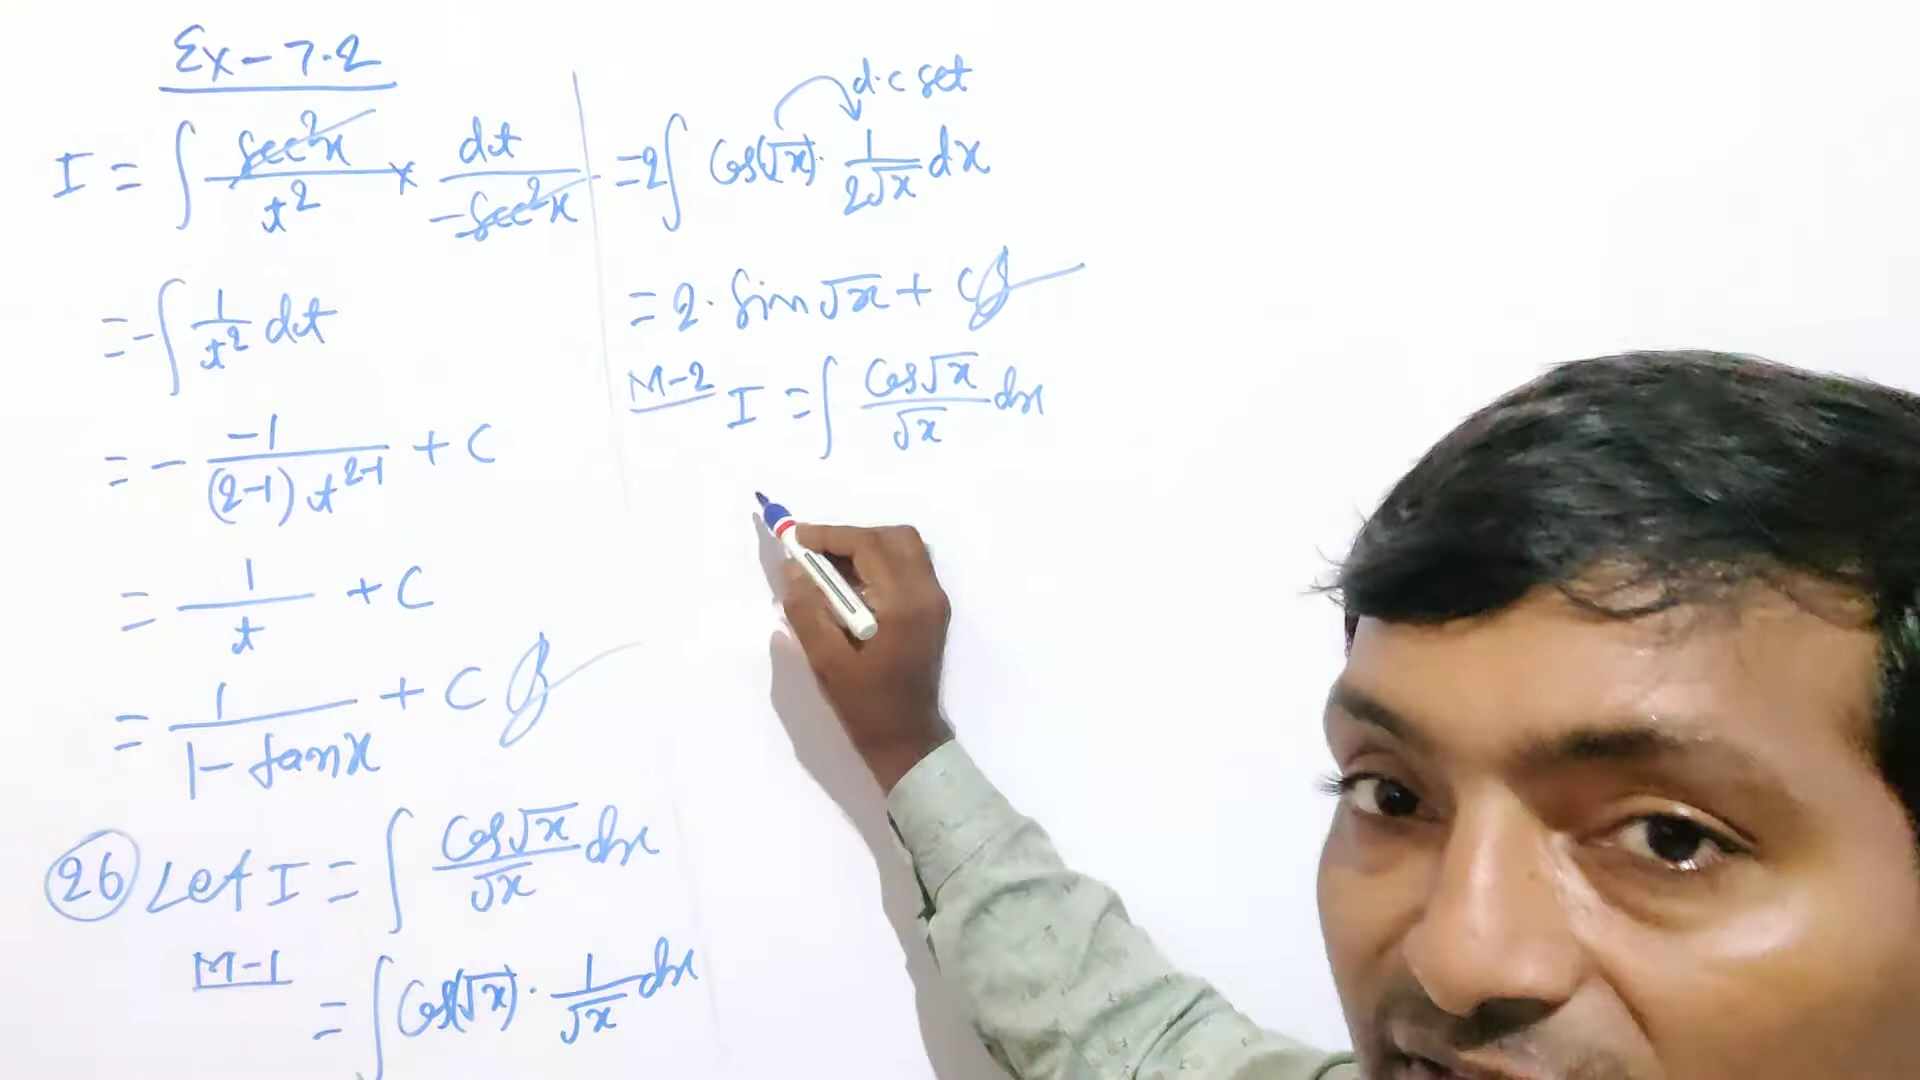 Ex-7.2
I = ∫ sec²x/t² × dt/-sec²x
= -∫ 1/t² dt
= - -1/((2-1) t^(2-1)) + C
= 1/t + C
= 1/(1-tanx) + C
(26) Let I = ∫ Cos√x/√x dx
M-1
= ∫ Cos(√x)· 1/√x dx
d.c set
= 2∫ Cos(√x)· 1/(2√x) dx
= 2· Sin√x + C
M-2 I = ∫ Cos√x/√x dx